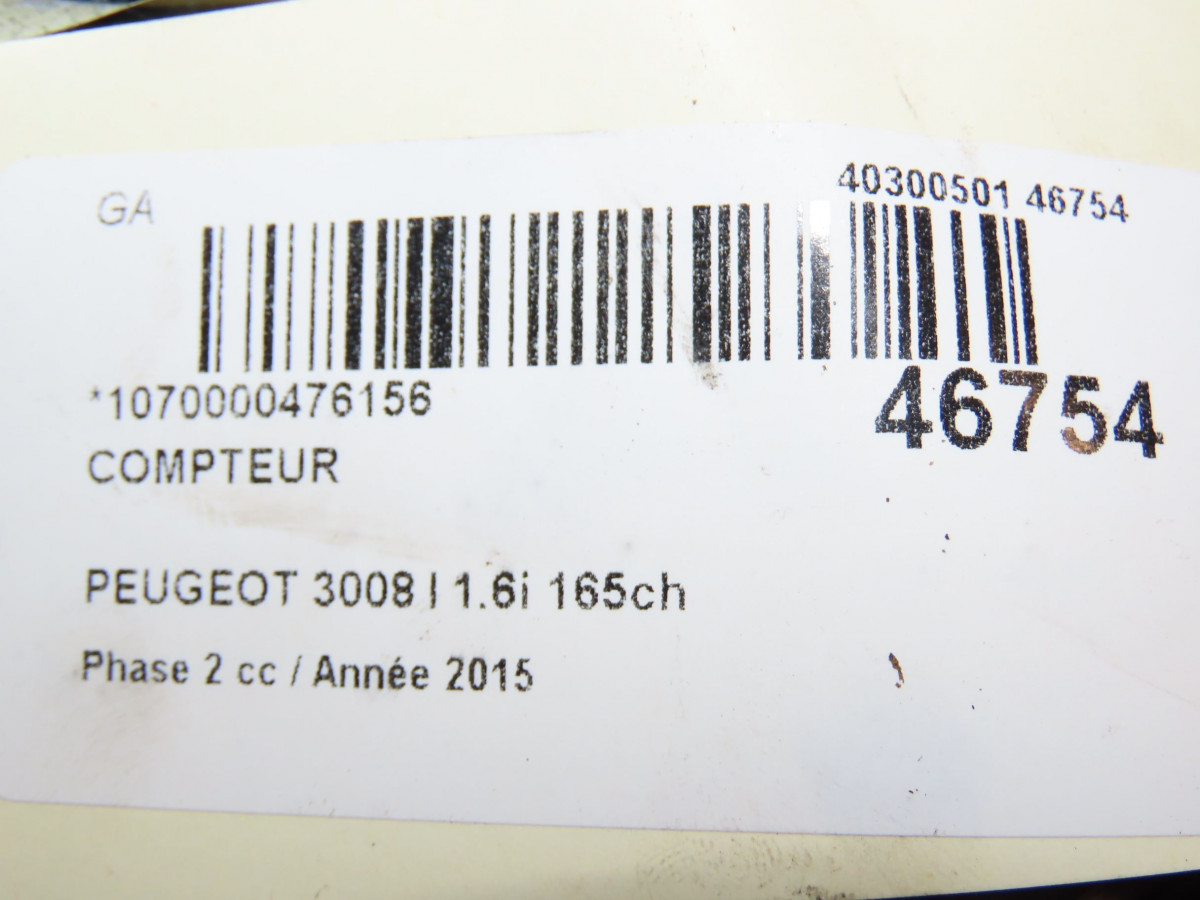 GA
40300501 46754
*1070000476156
46754
COMPTEUR
PEUGEOT 3008 I 1.6i 165ch
Phase 2 cc / Année 2015